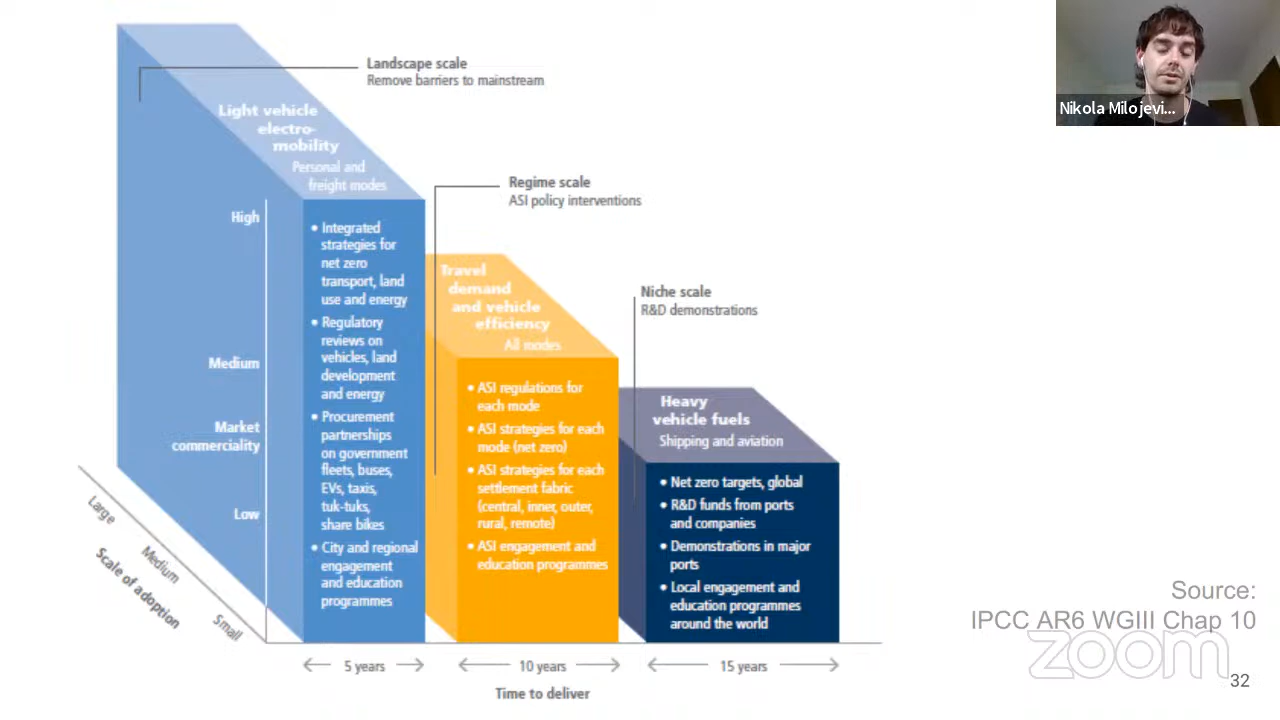 Landscape scale
Remove barriers to mainstream
Light vehicle
electro-
mobility
Personal and
freight modes
Regime scale
ASI policy interventions
Travel
demand
and vehicle
efficiency
All modes
Niche scale
R&D demonstrations
Heavy
vehicle fuels
Shipping and aviation
High
Medium
Market
commerciality
Low
Large
Medium
Small
Scale of adoption
• Integrated
strategies for
net zero
transport, land
use and energy
• Regulatory
reviews on
vehicles, land
development
and energy
• Procurement
partnerships
on government
fleets, buses,
EVs, taxis,
tuk-tuks,
share bikes
• City and regional
engagement
and education
programmes
• ASI regulations for
each mode
• ASI strategies for each
mode (net zero)
• ASI strategies for each
settlement fabric
(central, inner, outer,
rural, remote)
• ASI engagement and
education programmes
• Net zero targets, global
• R&D funds from ports
and companies
• Demonstrations in major
ports
• Local engagement and
education programmes
around the world
5 years
10 years
15 years
Time to deliver
Nikola Milojevi...
Source:
IPCC AR6 WGIII Chap 10
zoom
32